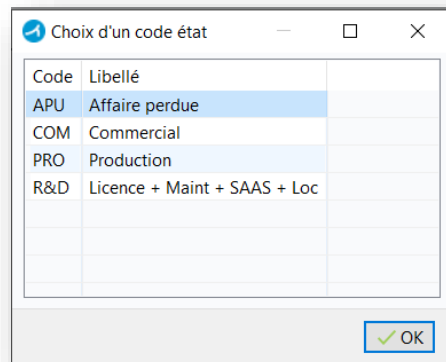 Choix d'un code état
Code Libellé
APU Affaire perdue
COM Commercial
PRO Production
R&D Licence + Maint + SAAS + Loc
OK